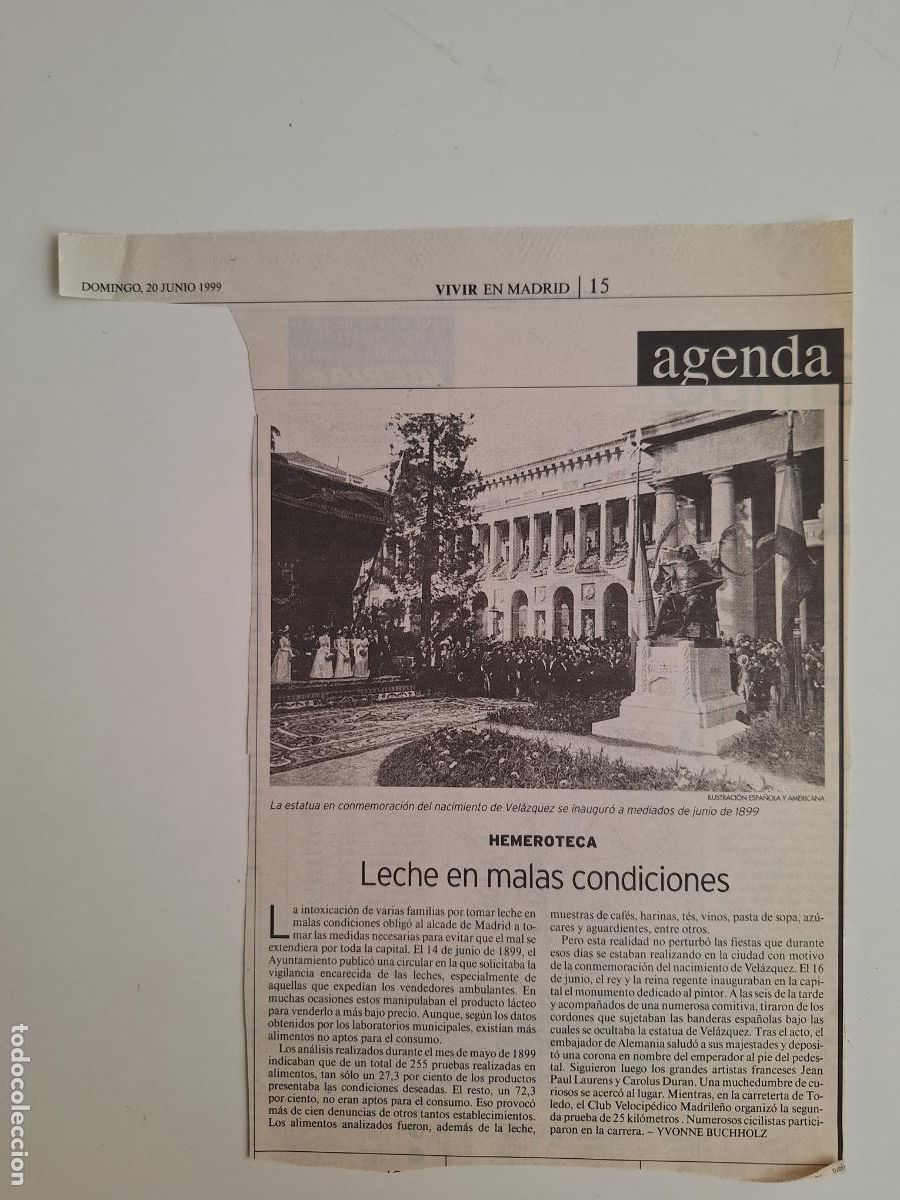 DOMINGO, 20 JUNIO 1999
VIVIR EN MADRID | 15
agenda
ILUSTRACIÓN ESPAÑOLA Y AMERICANA
La estatua en conmemoración del nacimiento de Velázquez se inauguró a mediados de junio de 1899
HEMEROTECA
Leche en malas condiciones
La intoxicación de varias familias por tomar leche en
malas condiciones obligó al alcade de Madrid a to-
mar las medidas necesarias para evitar que el mal se
extendiera por toda la capital. El 14 de junio de 1899, el
Ayuntamiento publicó una circular en la que solicitaba la
vigilancia encarecida de las leches, especialmente de
aquellas que expedían los vendedores ambulantes. En
muchas ocasiones estos manipulaban el producto lácteo
para venderlo a más bajo precio. Aunque, según los datos
obtenidos por los laboratorios municipales, existían más
alimentos no aptos para el consumo.
Los análisis realizados durante el mes de mayo de 1899
indicaban que de un total de 255 pruebas realizadas en
alimentos, tan sólo un 27,3 por ciento de los productos
presentaba las condiciones deseadas. El resto, un 72,3
por ciento, no eran aptos para el consumo. Eso provocó
más de cien denuncias de otros tantos establecimientos.
Los alimentos analizados fueron, además de la leche,
muestras de cafés, harinas, tés, vinos, pasta de sopa, azú-
cares y aguardientes, entre otros.
Pero esta realidad no perturbó las fiestas que durante
esos días se estaban realizando en la ciudad con motivo
de la conmemoración del nacimiento de Velázquez. El 16
de junio, el rey y la reina regente inauguraban en la capi-
tal el monumento dedicado al pintor. A las seis de la tarde
y acompañados de una numerosa comitiva, tiraron de los
cordones que sujetaban las banderas españolas bajo las
cuales se ocultaba la estatua de Velázquez. Tras el acto, el
embajador de Alemania saludó a sus majestades y deposi-
tó una corona en nombre del emperador al pie del pedes-
tal. Siguieron luego los grandes artistas franceses Jean
Paul Laurens y Carolus Duran. Una muchedumbre de cu-
riosos se acercó al lugar. Mientras, en la carreterta de To-
ledo, el Club Velocipédico Madrileño organizó la segun-
da prueba de 25 kilómetros. Numerosos cicilistas partici-
paron en la carrera. – YVONNE BUCHHOLZ
todocoleccion